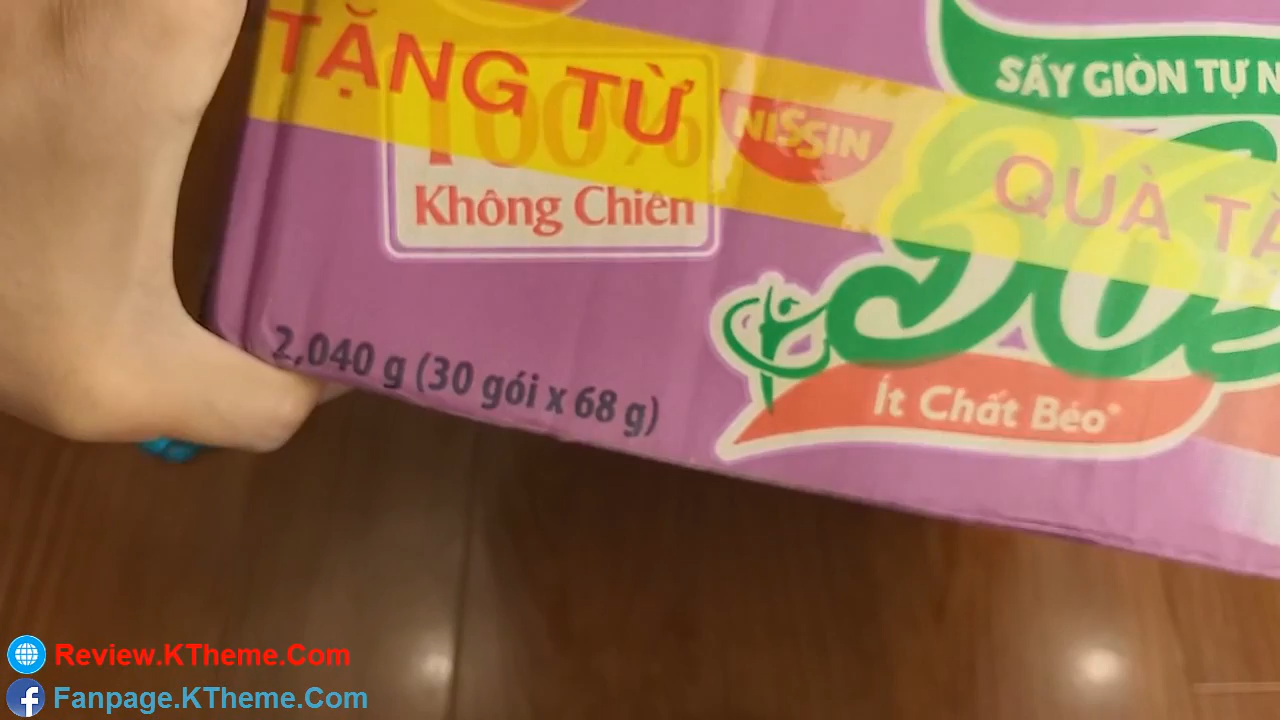 TẶNG TỪ
100%
Không Chiên
NISSIN
SẤY GIÒN TỰ N
QUÀ TẶ
365
Ít Chất Béo*
2,040 g (30 gói x 68 g)
Review.KTheme.Com
Fanpage.KTheme.Com